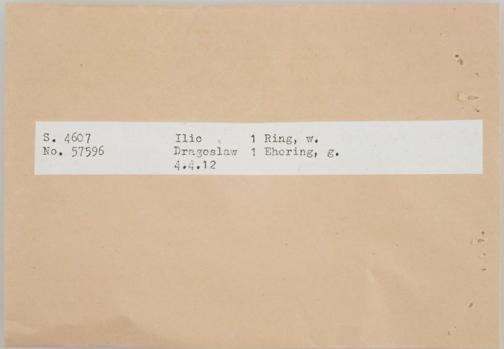 S. 4607 Ilic 1 Ring, w.
No. 57596 Dragoslaw 1 Ehering, g.
4.4.12